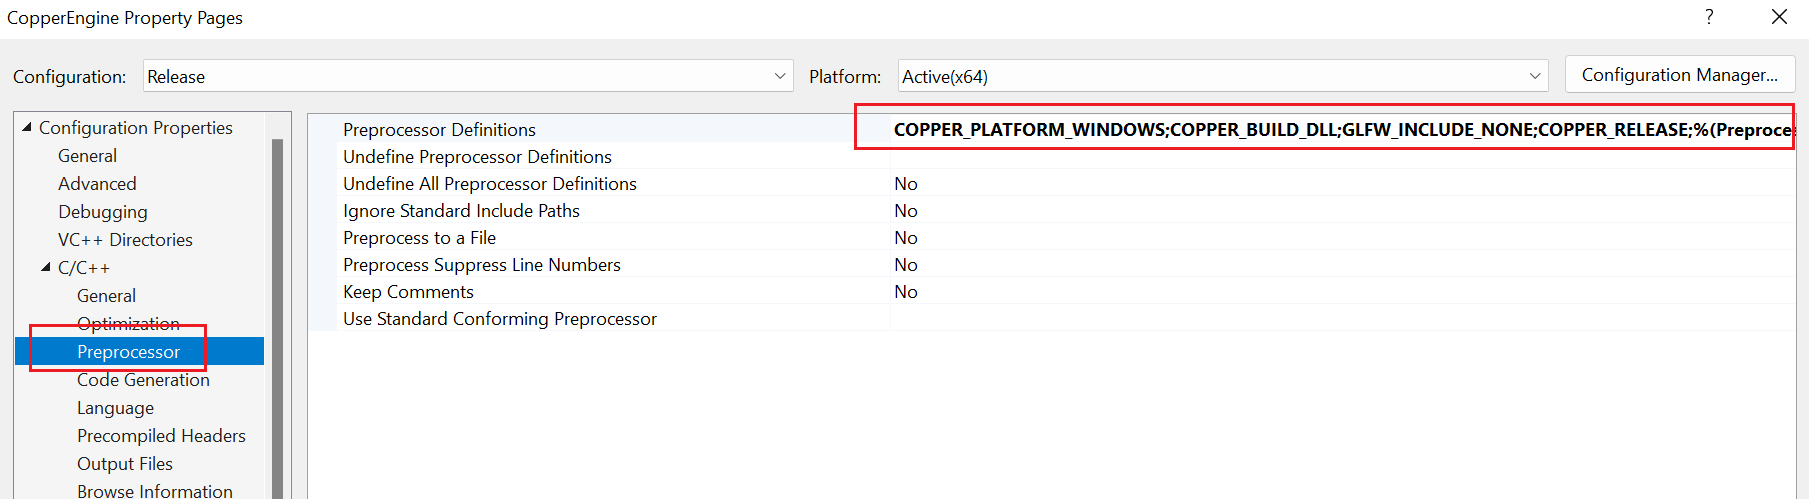 CopperEngine Property Pages ?
Configuration: Release Platform: Active(x64) Configuration Manager...
Configuration Properties
General
Advanced
Debugging
VC++ Directories
C/C++
General
Optimization
Preprocessor
Code Generation
Language
Precompiled Headers
Output Files
Browse Information
Preprocessor Definitions COPPER_PLATFORM_WINDOWS;COPPER_BUILD_DLL;GLFW_INCLUDE_NONE;COPPER_RELEASE;%(Preproce
Undefine Preprocessor Definitions
Undefine All Preprocessor Definitions No
Ignore Standard Include Paths No
Preprocess to a File No
Preprocess Suppress Line Numbers No
Keep Comments No
Use Standard Conforming Preprocessor